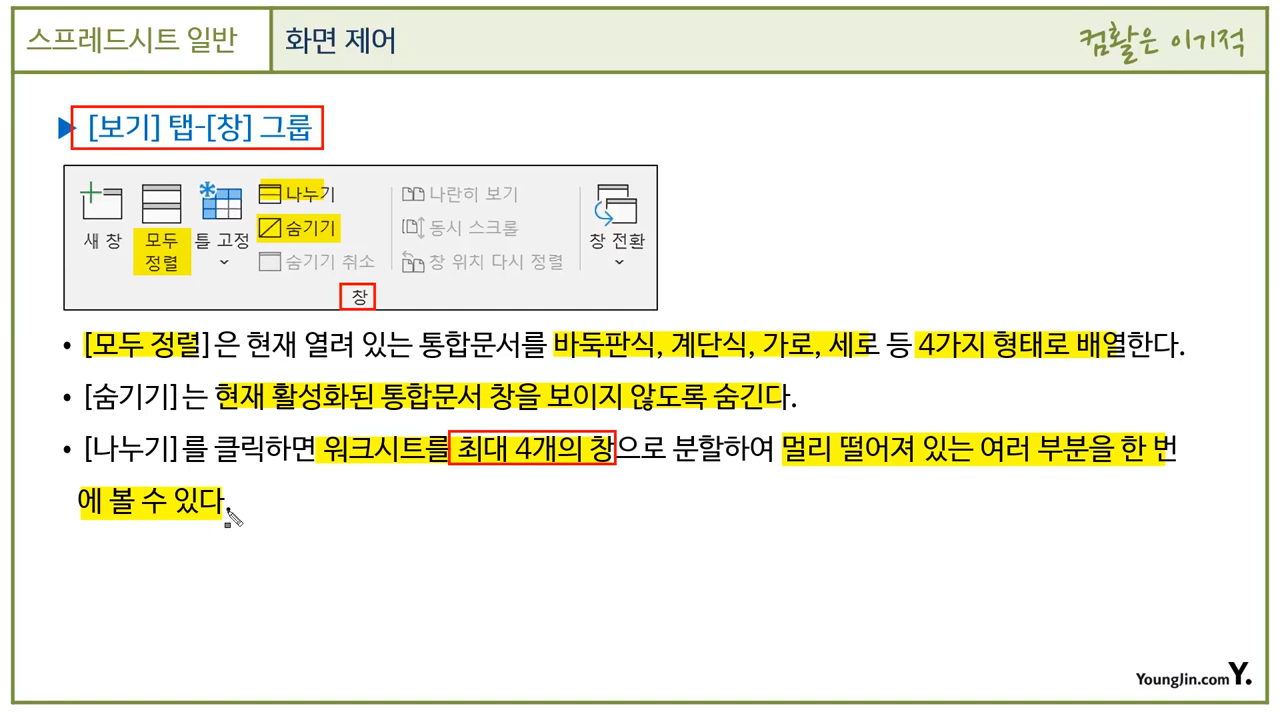 스프레드시트 일반
화면 제어
컴활은 이기적
▶ [보기] 탭-[창] 그룹
새 창
모두
정렬
틀 고정
나누기
숨기기
숨기기 취소
나란히 보기
동시 스크롤
창 위치 다시 정렬
창 전환
창
• [모두 정렬]은 현재 열려 있는 통합문서를 바둑판식, 계단식, 가로, 세로 등 4가지 형태로 배열한다.
• [숨기기]는 현재 활성화된 통합문서 창을 보이지 않도록 숨긴다.
• [나누기]를 클릭하면 워크시트를 최대 4개의 창으로 분할하여 멀리 떨어져 있는 여러 부분을 한 번
에 볼 수 있다.
YoungJin.com Y.